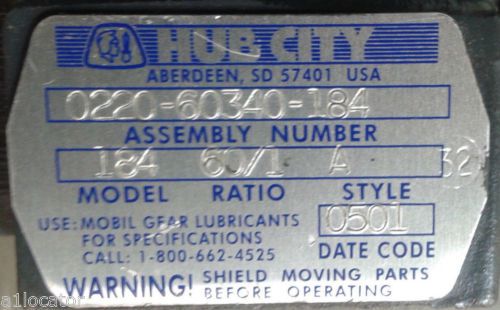 HUB CITY
ABERDEEN, SD 57401 USA
0220-60340-184
ASSEMBLY NUMBER
184 60/1 A 32
MODEL RATIO STYLE
USE: MOBIL GEAR LUBRICANTS
FOR SPECIFICATIONS
CALL: 1-800-662-4525
0501
DATE CODE
WARNING! SHIELD MOVING PARTS
BEFORE OPERATING
a1locator